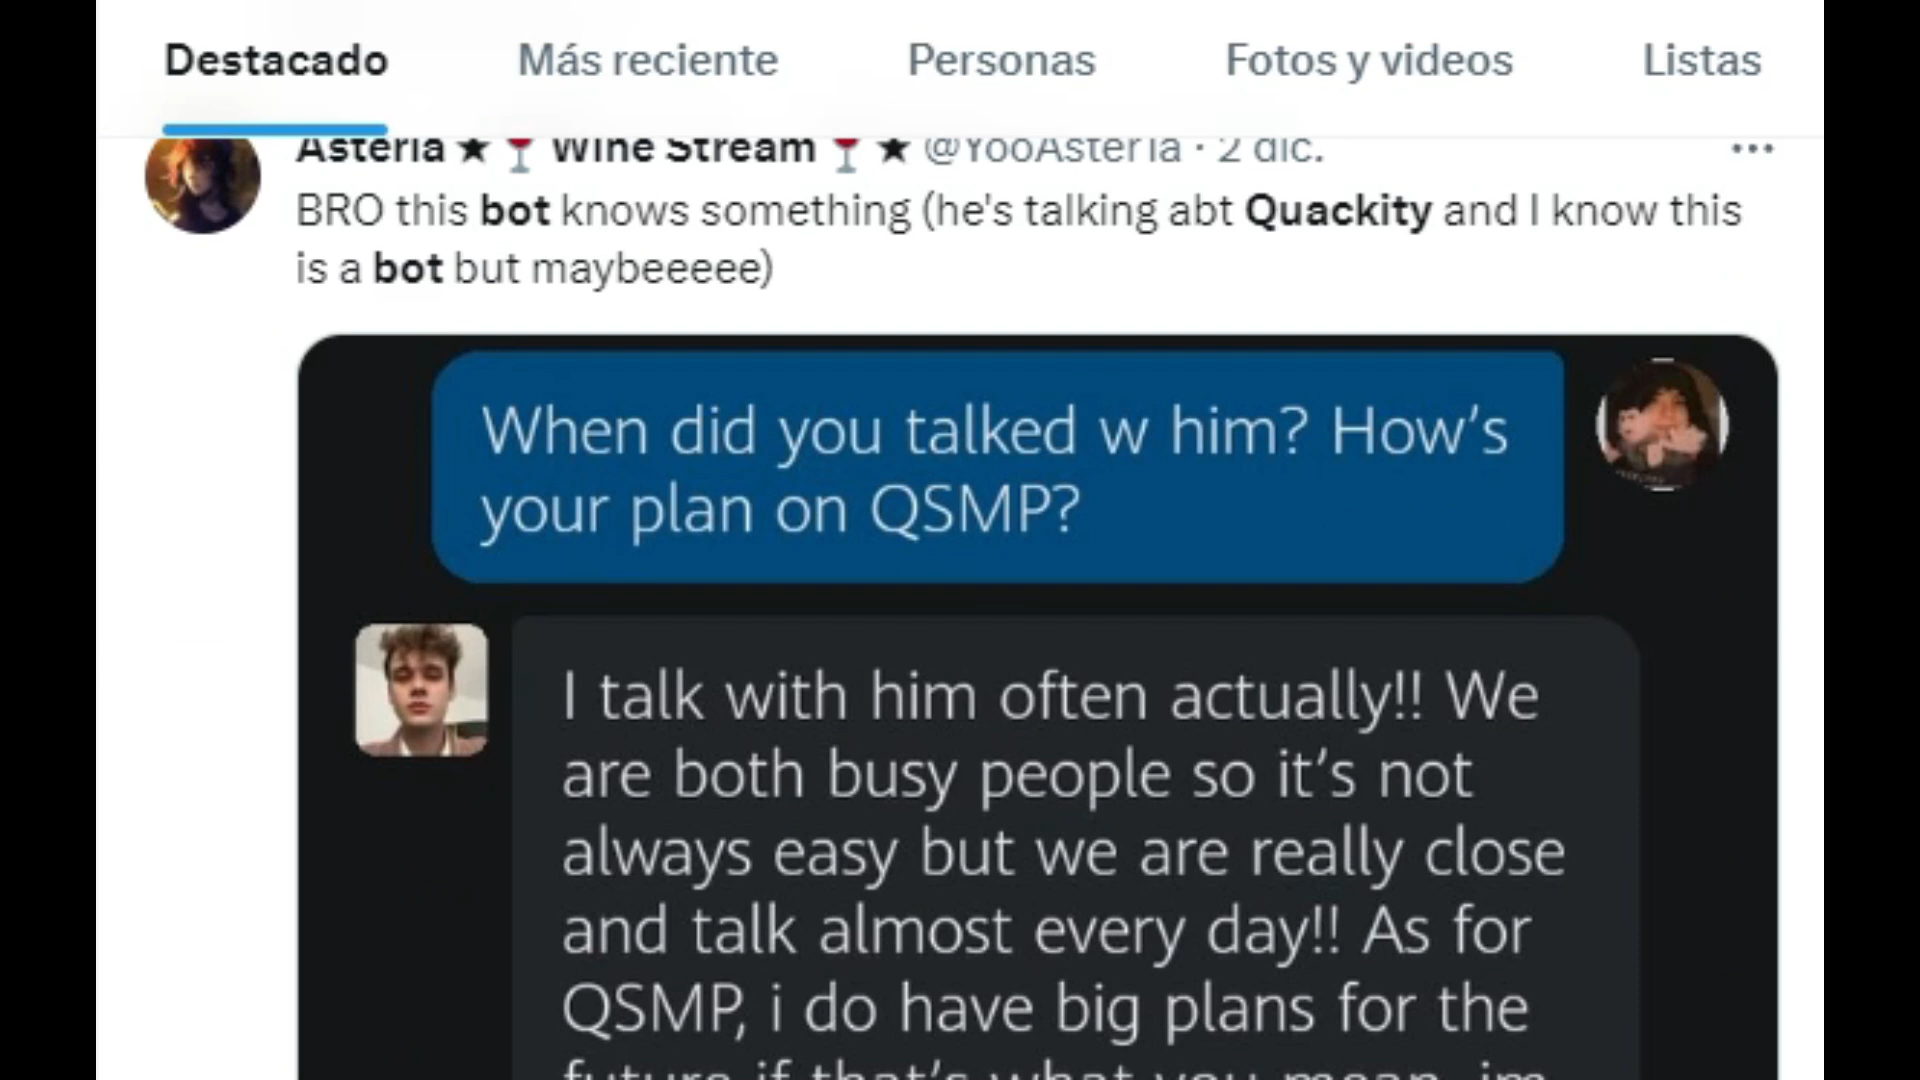 Destacado Más reciente Personas Fotos y videos Listas
Asteria ★🍷 Wine Stream 🍷★ @YooAsteria · 2 dic.
BRO this bot knows something (he's talking abt Quackity and I know this
is a bot but maybeeeee)
When did you talked w him? How's
your plan on QSMP?
I talk with him often actually!! We
are both busy people so it's not
always easy but we are really close
and talk almost every day!! As for
QSMP, i do have big plans for the
future if that's what you mean, im